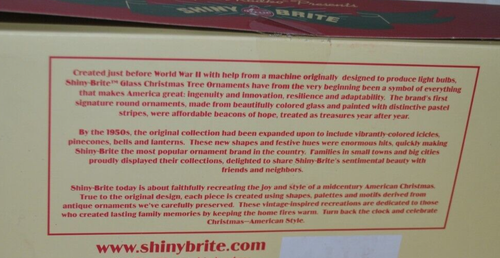 SHINY BRITE
Created just before World War II with help from a machine originally designed to produce light bulbs,
Shiny-Brite™ Glass Christmas Tree Ornaments have from the very beginning been a symbol of everything
that makes America great: ingenuity and innovation, resilience and adaptability. The brand's first
signature round ornaments, made from beautifully colored glass and painted with distinctive pastel
stripes, were affordable beacons of hope, treated as treasures year after year.
By the 1950s, the original collection had been expanded upon to include vibrantly-colored icicles,
pinecones, bells and lanterns. These new shapes and festive hues were enormous hits, quickly making
Shiny-Brite the most popular ornament brand in the country. Families in small towns and big cities
proudly displayed their collections, delighted to share Shiny-Brite's sentimental beauty with
friends and neighbors.
Shiny-Brite today is about faithfully recreating the joy and style of a midcentury American Christmas.
True to the original design, each piece is created using shapes, palettes and motifs derived from
antique ornaments we've carefully preserved. These vintage-inspired recreations are dedicated to those
who created lasting family memories by keeping the home fires warm. Turn back the clock and celebrate
Christmas—American Style.
www.shinybrite.com